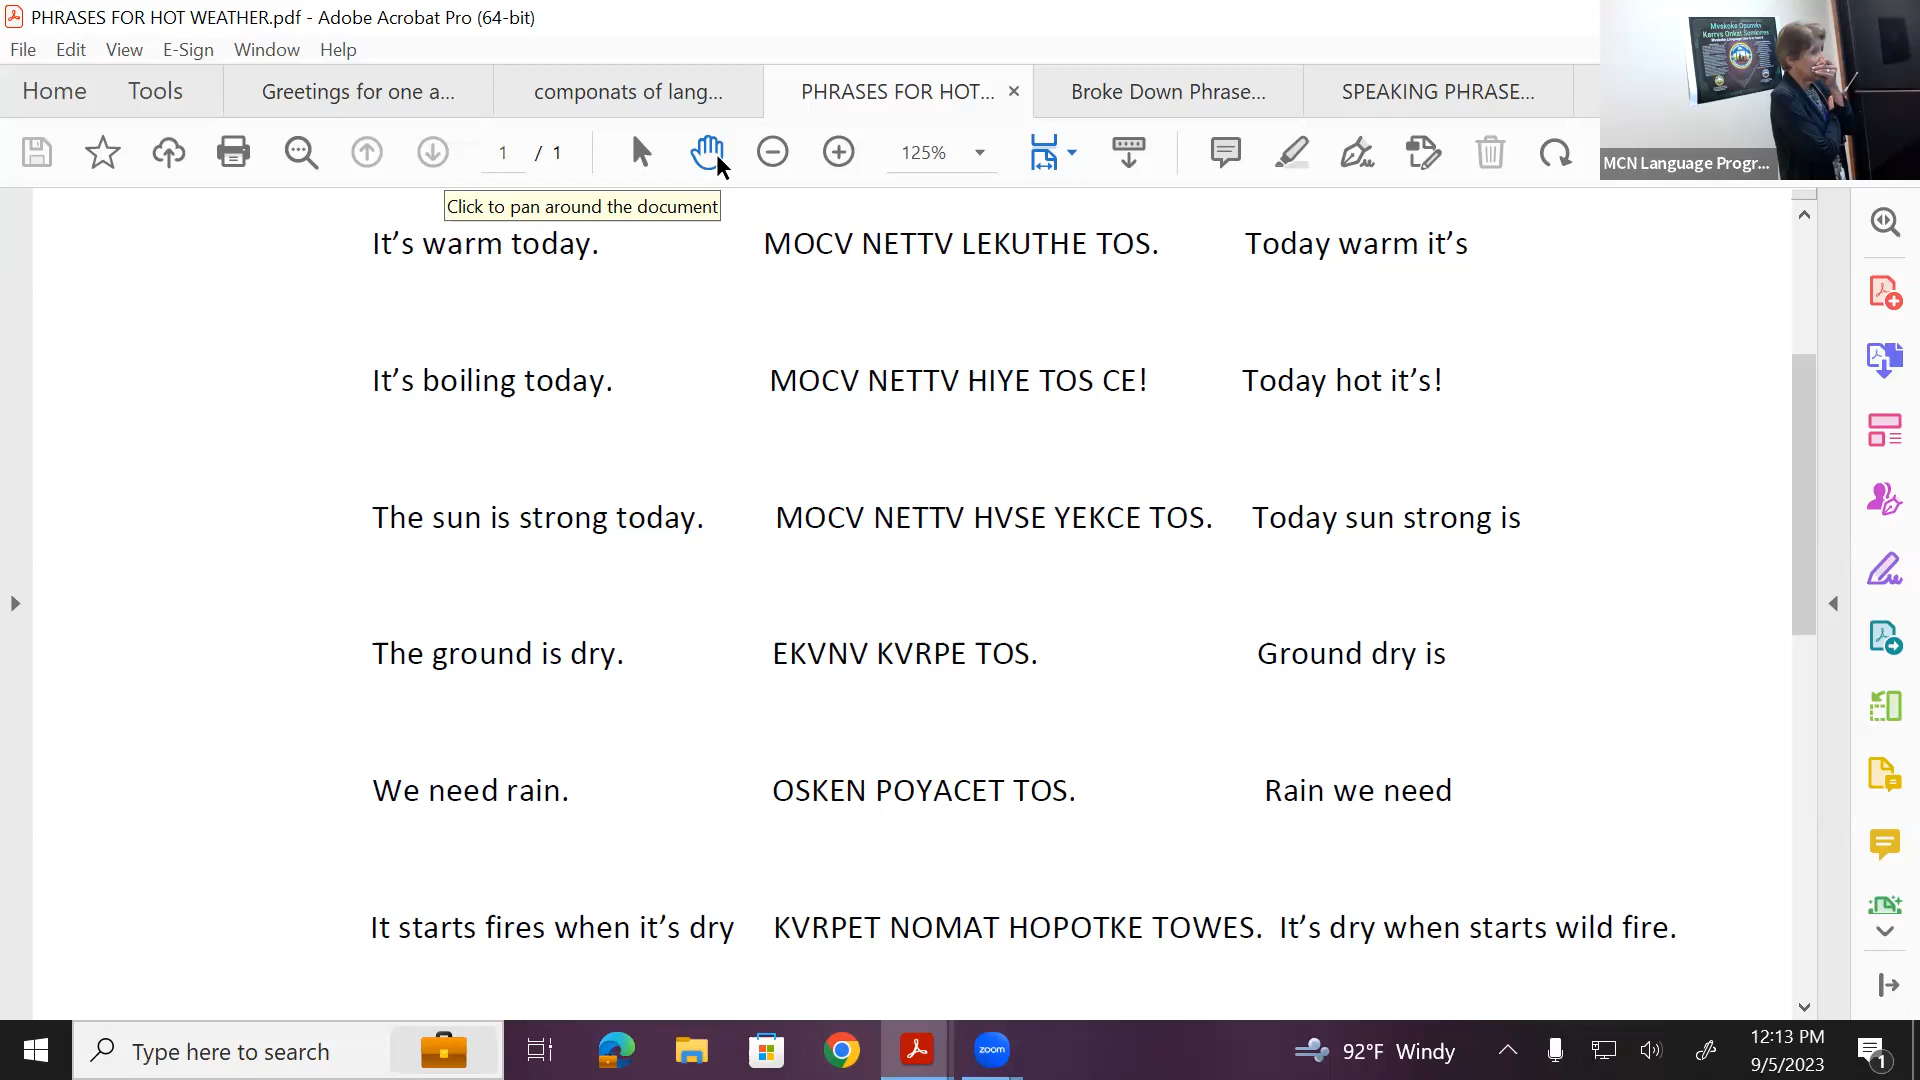 PHRASES FOR HOT WEATHER.pdf - Adobe Acrobat Pro (64-bit)
File Edit View E-Sign Window Help
Home Tools Greetings for one a... componats of lang... PHRASES FOR HOT... × Broke Down Phrase... SPEAKING PHRASE...
1 / 1 125%
Click to pan around the document
Mvskoke Opunvkv
MCN Language Progr...
It's warm today. MOCV NETTV LEKUTHE TOS. Today warm it's
It's boiling today. MOCV NETTV HIYE TOS CE! Today hot it's!
The sun is strong today. MOCV NETTV HVSE YEKCE TOS. Today sun strong is
The ground is dry. EKVNV KVRPE TOS. Ground dry is
We need rain. OSKEN POYACET TOS. Rain we need
It starts fires when it's dry KVRPET NOMAT HOPOTKE TOWES. It's dry when starts wild fire.
Type here to search zoom 92°F Windy 12:13 PM
9/5/2023 1